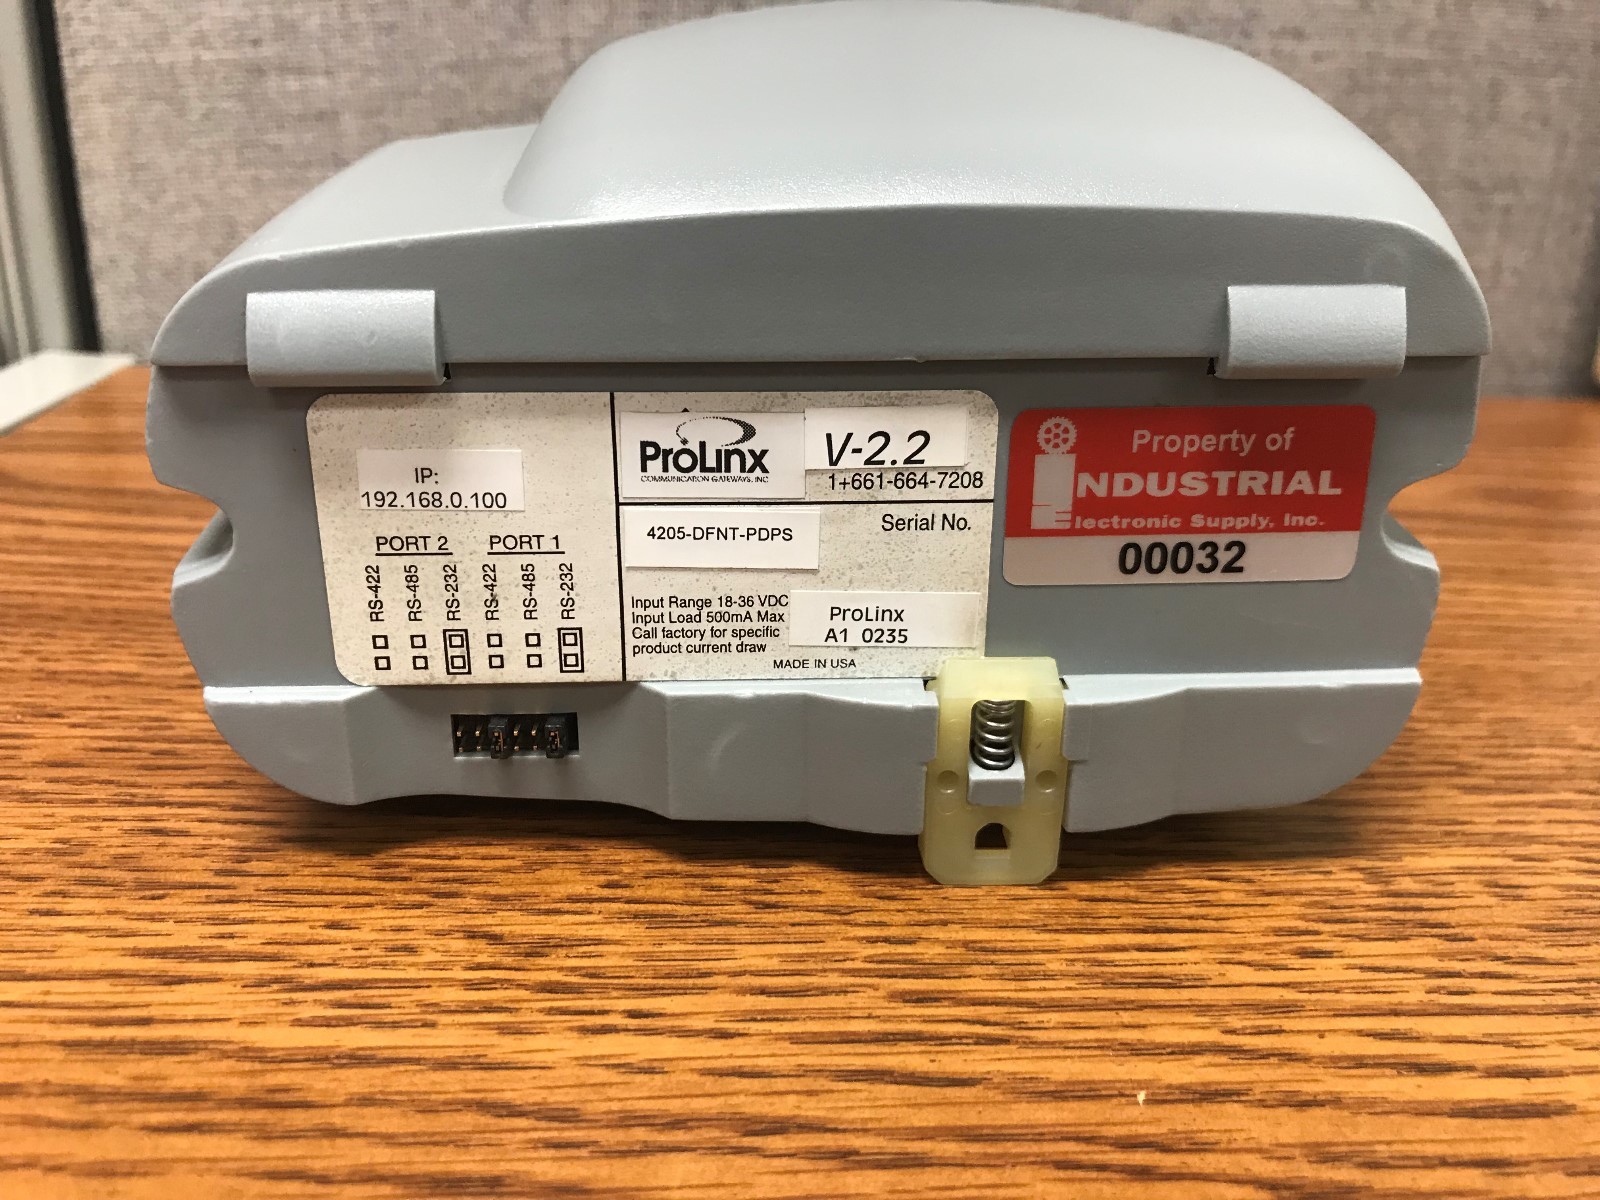 IP:
192.168.0.100
PORT 2 PORT 1
RS-422 RS-485 RS-232 RS-422 RS-485 RS-232
ProLinx
COMMUNICATION GATEWAYS, INC
V-2.2
1+661-664-7208
4205-DFNT-PDPS
Serial No.
Input Range 18-36 VDC
Input Load 500mA Max
Call factory for specific
product current draw
ProLinx
A1 0235
MADE IN USA
Property of
INDUSTRIAL
Electronic Supply, Inc.
00032